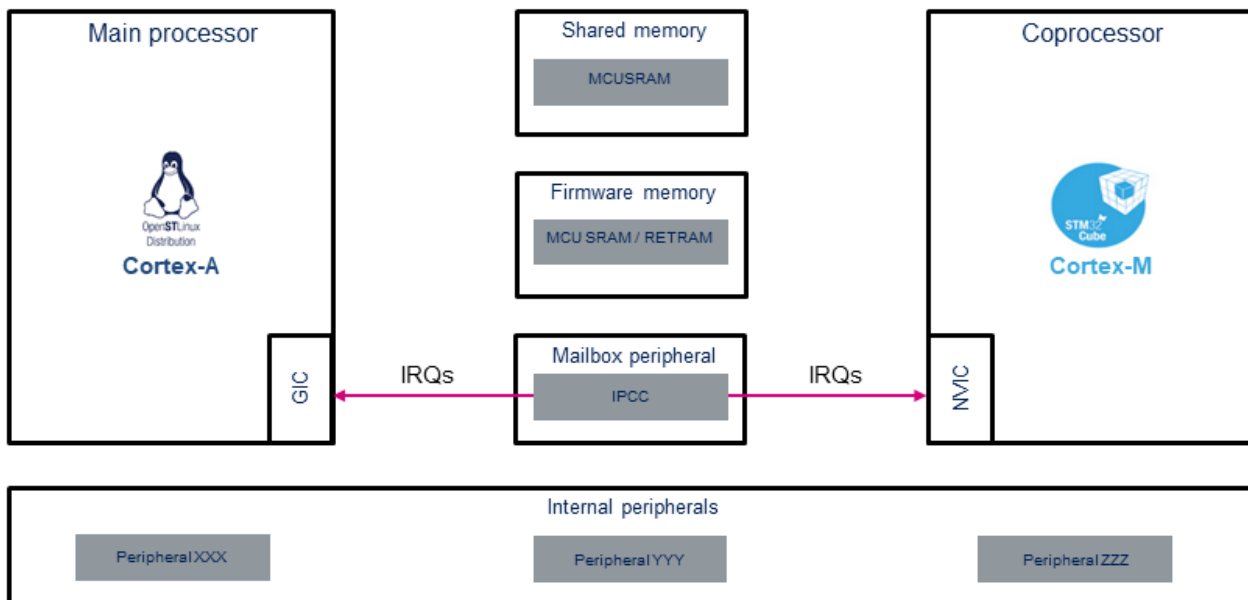 Main processor
OpenSTLinux
Distribution
Cortex-A
GIC
IRQs
Shared memory
MCUSRAM
Firmware memory
MCU SRAM / RETRAM
Mailbox peripheral
IPCC
IRQs
Coprocessor
STM32
Cube
Cortex-M
NVIC
Internal peripherals
Peripheral XXX
Peripheral YYY
Peripheral ZZZ